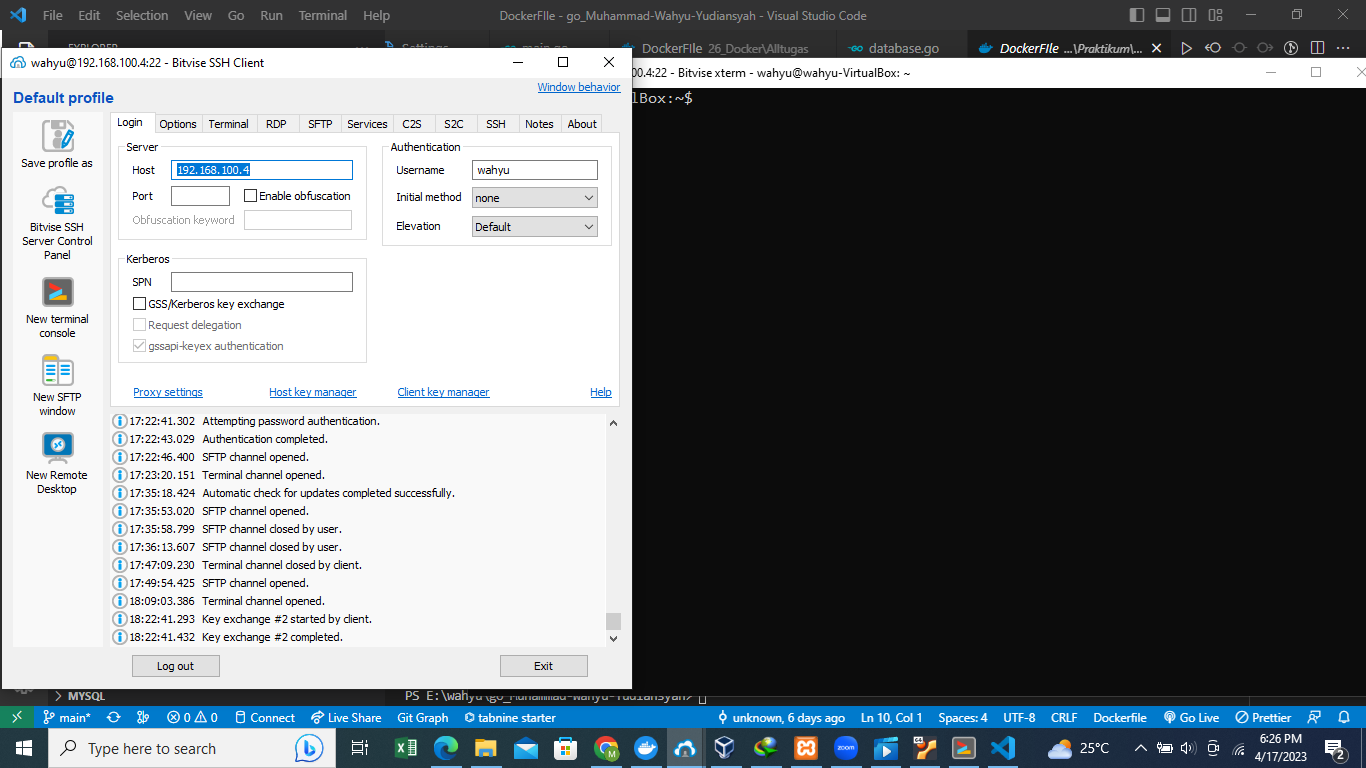 File Edit Selection View Go Run Terminal Help DockerFIle - go_Muhammad-Wahyu-Yudiansyah - Visual Studio Code
DockerFIle 26_Docker\Alltugas database.go DockerFIle ...\Praktikum\...
wahyu@192.168.100.4:22 - Bitvise SSH Client
00.4:22 - Bitvise xterm - wahyu@wahyu-VirtualBox: ~
lBox:~$
Window behavior
Default profile
Save profile as
Bitvise SSH
Server Control
Panel
New terminal
console
New SFTP
window
New Remote
Desktop
Login Options Terminal RDP SFTP Services C2S S2C SSH Notes About
Server
Host 192.168.100.4
Port Enable obfuscation
Obfuscation keyword
Authentication
Username wahyu
Initial method none
Elevation Default
Kerberos
SPN
GSS/Kerberos key exchange
Request delegation
gssapi-keyex authentication
Proxy settings Host key manager Client key manager Help
17:22:41.302 Attempting password authentication.
17:22:43.029 Authentication completed.
17:22:46.400 SFTP channel opened.
17:23:20.151 Terminal channel opened.
17:35:18.424 Automatic check for updates completed successfully.
17:35:53.020 SFTP channel opened.
17:35:58.799 SFTP channel closed by user.
17:36:13.607 SFTP channel closed by user.
17:47:09.230 Terminal channel closed by client.
17:49:54.425 SFTP channel opened.
18:09:03.386 Terminal channel opened.
18:22:41.293 Key exchange #2 started by client.
18:22:41.432 Key exchange #2 completed.
Log out Exit
MYSQL
PS E:\wahyu\go_Muhammad-Wahyu-Yudiansyah>
main* 0 0 Connect Live Share Git Graph tabnine starter unknown, 6 days ago Ln 10, Col 1 Spaces: 4 UTF-8 CRLF Dockerfile Go Live Prettier
Type here to search
zoom
25°C
6:26 PM
4/17/2023
2